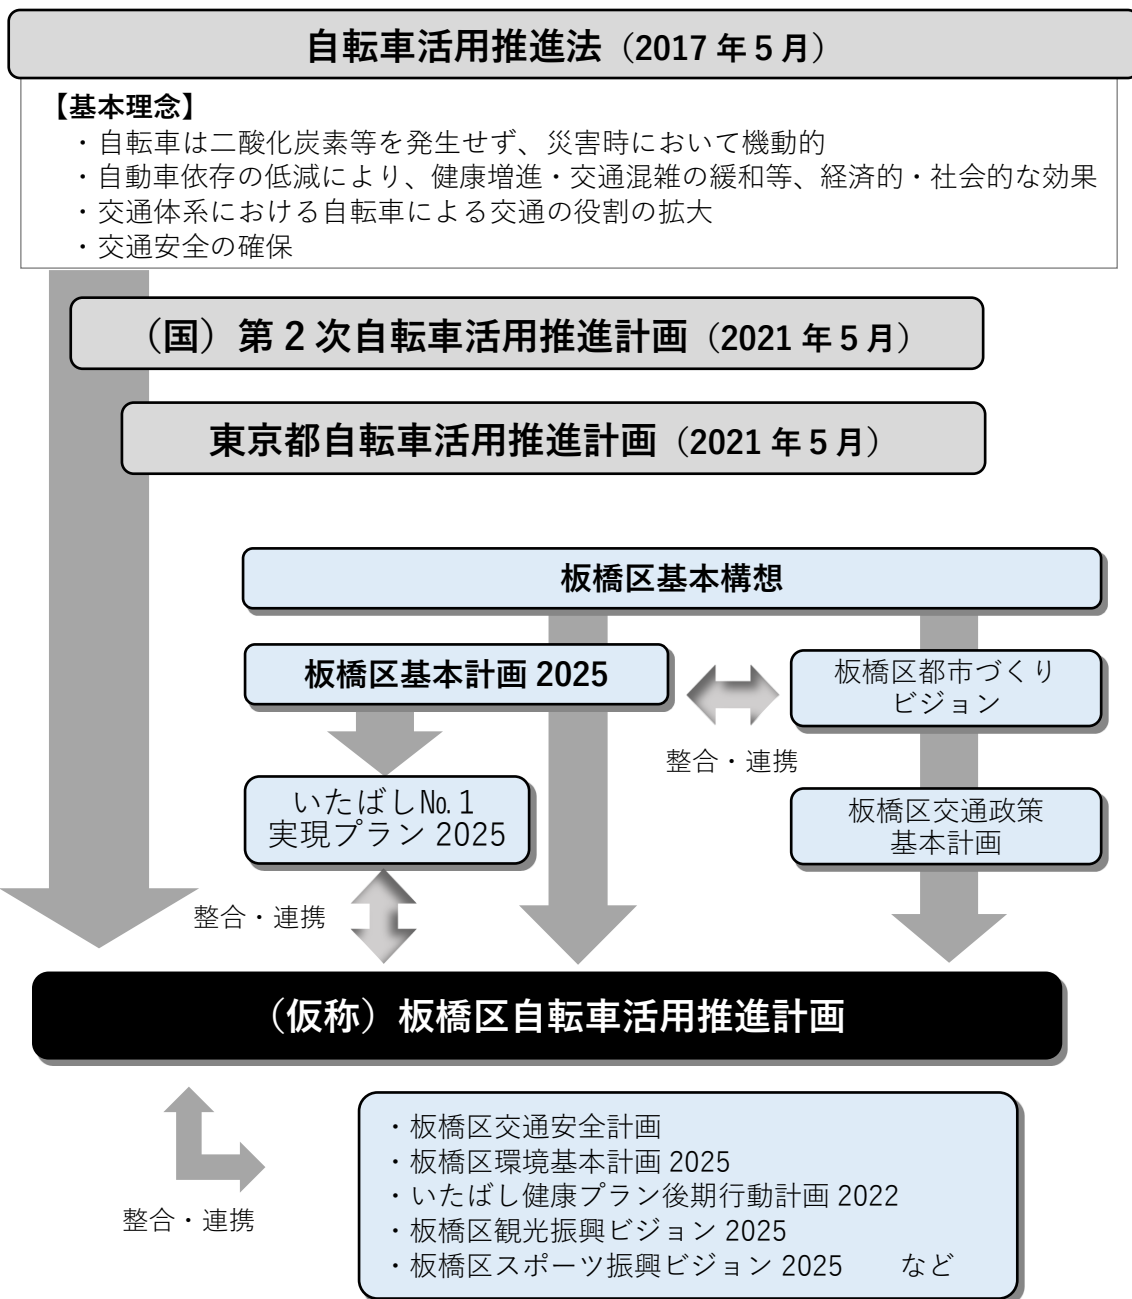 自転車活用推進法（2017 年 5 月）
【基本理念】
・自転車は二酸化炭素等を発生せず、災害時において機動的
・自動車依存の低減により、健康増進・交通混雑の緩和等、経済的・社会的な効果
・交通体系における自転車による交通の役割の拡大
・交通安全の確保
（国）第 2 次自転車活用推進計画（2021 年 5 月）
東京都自転車活用推進計画（2021 年 5 月）
板橋区基本構想
板橋区基本計画 2025
板橋区都市づくり
ビジョン
整合・連携
いたばし№1
実現プラン 2025
板橋区交通政策
基本計画
整合・連携
（仮称）板橋区自転車活用推進計画
・板橋区交通安全計画
・板橋区環境基本計画 2025
・いたばし健康プラン後期行動計画 2022
・板橋区観光振興ビジョン 2025
・板橋区スポーツ振興ビジョン 2025　　など
整合・連携